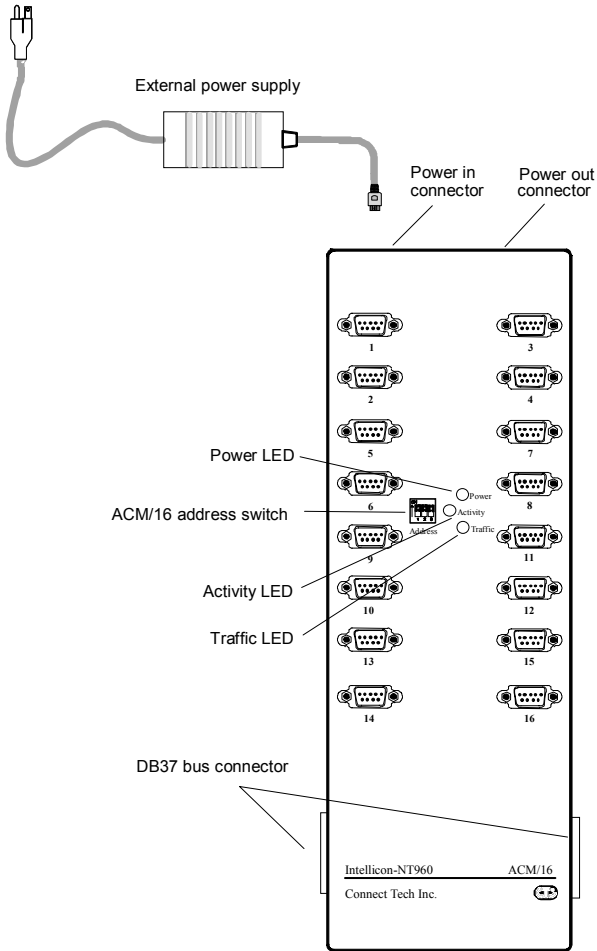 External power supply
Power in
connector
Power out
connector
1
3
2
4
5
7
Power LED
6
8
Power
ACM/16 address switch
Activity
Address
Traffic
9
11
Activity LED
10
12
Traffic LED
13
15
14
16
DB37 bus connector
Intellicon-NT960 ACM/16
Connect Tech Inc.